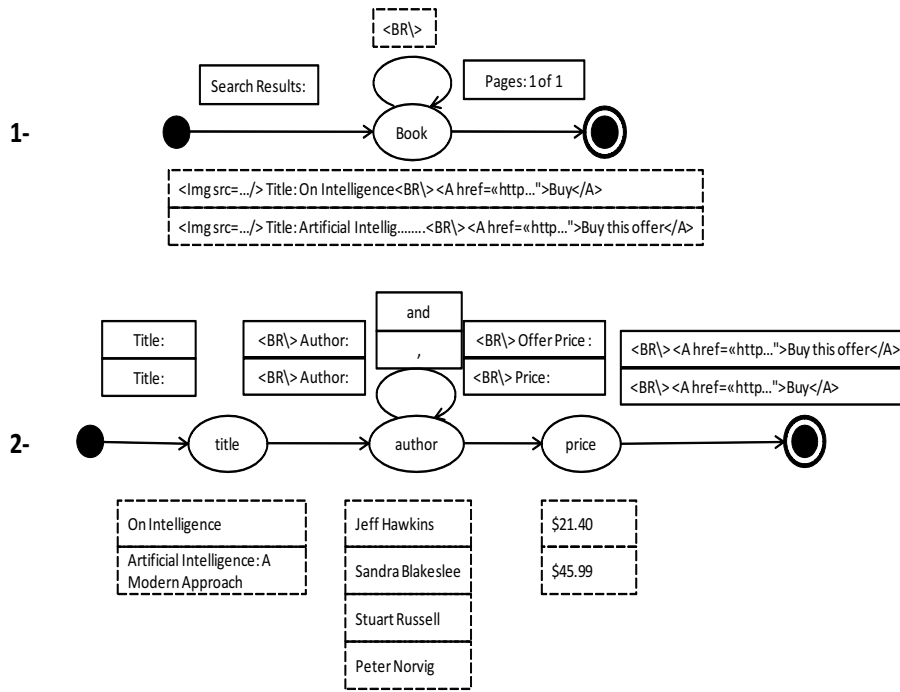 <BR\>
Search Results:
Pages: 1 of 1
1-
Book
<Img src=.../> Title: On Intelligence<BR\> <A href=«http...">Buy</A>
<Img src=.../> Title: Artificial Intellig........<BR\> <A href=«http...">Buy this offer</A>
and
Title:
<BR\> Author:
<BR\> Offer Price :
<BR\> <A href=«http...">Buy this offer</A>
,
Title:
<BR\> Author:
<BR\> Price:
<BR\> <A href=«http...">Buy</A>
2-
title
author
price
On Intelligence
Artificial Intelligence: A
Modern Approach
Jeff Hawkins
Sandra Blakeslee
Stuart Russell
Peter Norvig
$21.40
$45.99